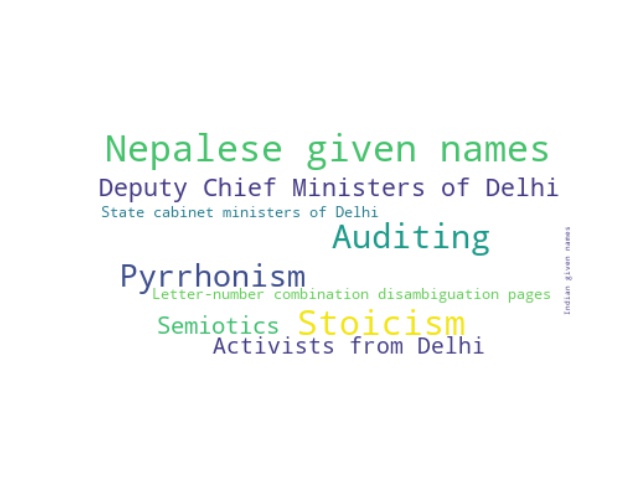 Nepalese given names
Deputy Chief Ministers of Delhi
State cabinet ministers of Delhi
Auditing
Indian given names
Pyrrhonism
Letter-number combination disambiguation pages
Semiotics
Stoicism
Activists from Delhi